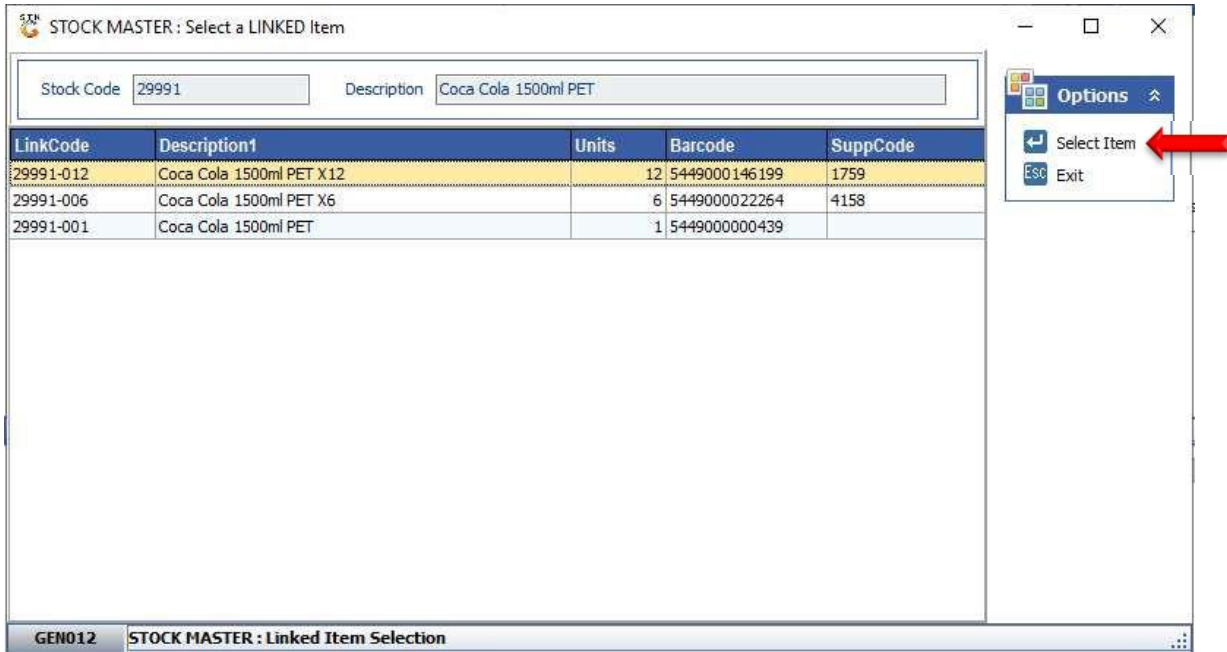 STK
STOCK MASTER : Select a LINKED Item
Stock Code 29991 Description Coca Cola 1500ml PET
Options
Select Item
Esc Exit
LinkCode Description1 Units Barcode SuppCode
29991-012 Coca Cola 1500ml PET X12 12 5449000146199 1759
29991-006 Coca Cola 1500ml PET X6 6 5449000022264 4158
29991-001 Coca Cola 1500ml PET 1 5449000000439
GEN012 STOCK MASTER : Linked Item Selection